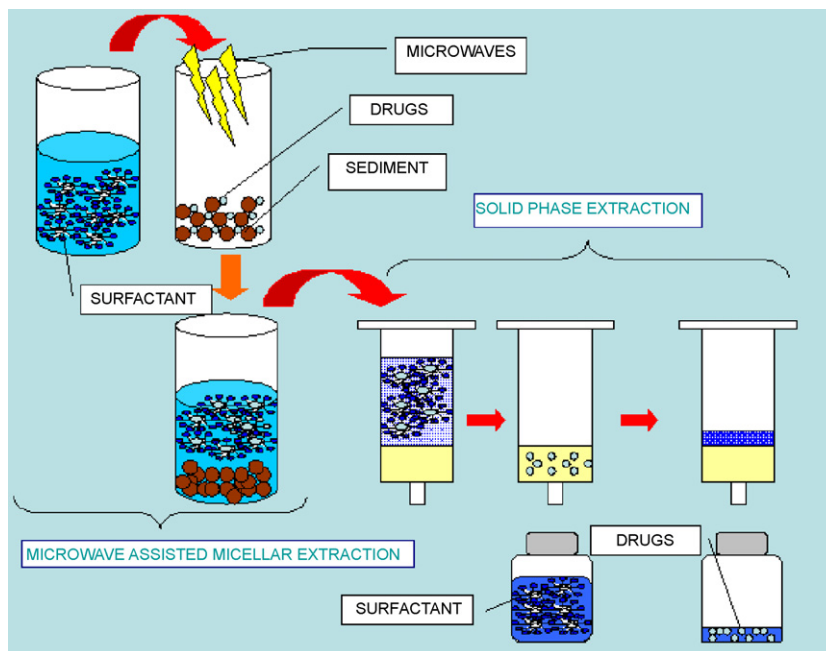 MICROWAVES
DRUGS
SEDIMENT
SOLID PHASE EXTRACTION
SURFACTANT
MICROWAVE ASSISTED MICELLAR EXTRACTION
DRUGS
SURFACTANT